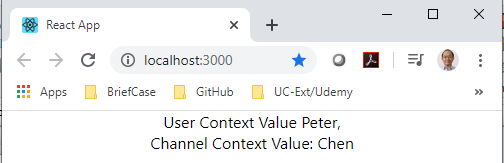 React App
localhost:3000
Apps BriefCase GitHub UC-Ext/Udemy
User Context Value Peter,
Channel Context Value: Chen